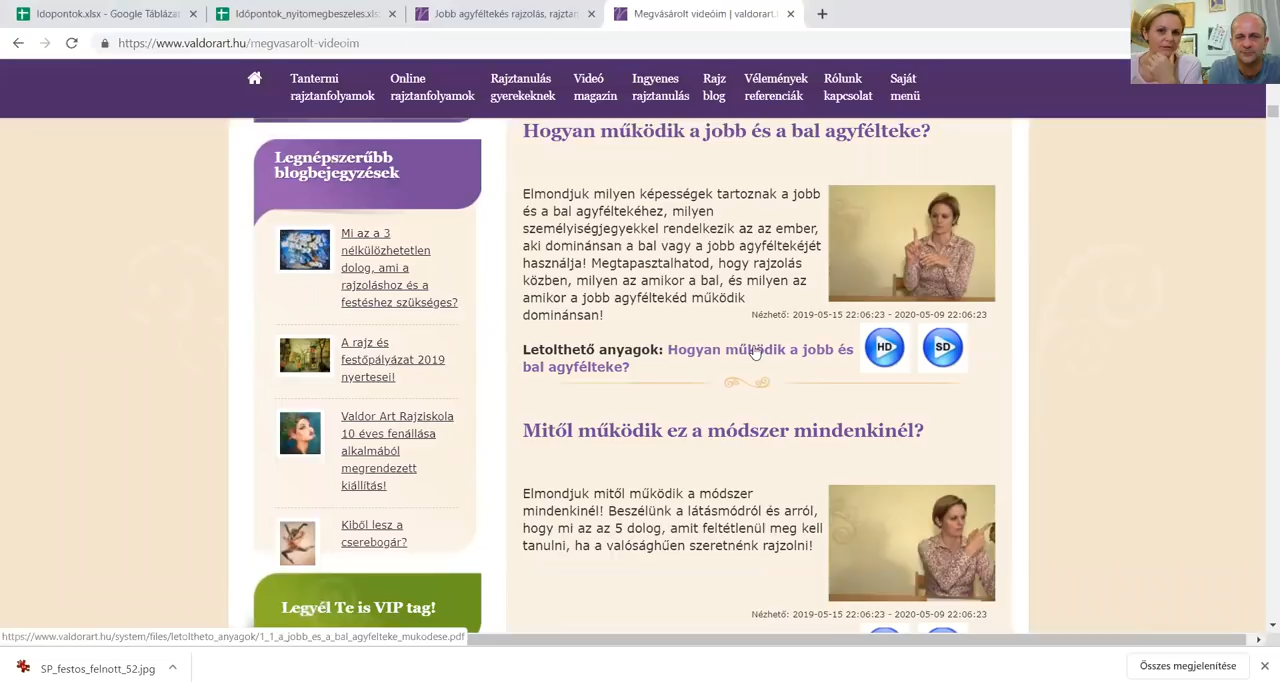 Idopontok.xlsx - Google Táblázat
Időpontok_nyitomegbeszeles.xls
Jobb agyféltekés rajzolás, rajztan
Megvásárolt videóim | valdorart.
https://www.valdorart.hu/megvasarolt-videoim
Tantermi
rajztanfolyamok
Online
rajztanfolyamok
Rajztanulás
gyerekeknek
Videó
magazin
Ingyenes
rajztanulás
Rajz
blog
Vélemények
referenciák
Rólunk
kapcsolat
Saját
menü
Legnépszerűbb
blogbejegyzések
Mi az a 3
nélkülözhetetlen
dolog, ami a
rajzoláshoz és a
festéshez szükséges?
A rajz és
festőpályázat 2019
nyertesei!
Valdor Art Rajziskola
10 éves fenállása
alkalmából
megrendezett
kiállítás!
Kiből lesz a
cserebogár?
Legyél Te is VIP tag!
Hogyan működik a jobb és a bal agyfélteke?
Elmondjuk milyen képességek tartoznak a jobb
és a bal agyféltekéhez, milyen
személyiségjegyekkel rendelkezik az az ember,
aki dominánsan a bal vagy a jobb agyféltekéjét
használja! Megtapasztalhatod, hogy rajzolás
közben, milyen az amikor a bal, és milyen az
amikor a jobb agyféltekéd működik
domináns​an!
Nézhető: 2019-05-15 22:06:23 - 2020-05-09 22:06:23
Letolthető anyagok: Hogyan működik a jobb és
bal agyfélteke?
HD
SD
Mitől működik ez a módszer mindenkinél?
Elmondjuk mitől működik a módszer
mindenkinél! Beszélünk a látásmódról és arról,
hogy mi az az 5 dolog, amit feltétlenül meg kell
tanulni, ha a valósághűen szeretnénk rajzolni!
Nézhető: 2019-05-15 22:06:23 - 2020-05-09 22:06:23
https://www.valdorart.hu/system/files/letoltheto_anyagok/1_1_a_jobb_es_a_bal_agyfelteke_mukodese.pdf
SP_festos_felnott_52.jpg
Összes megjelenítése